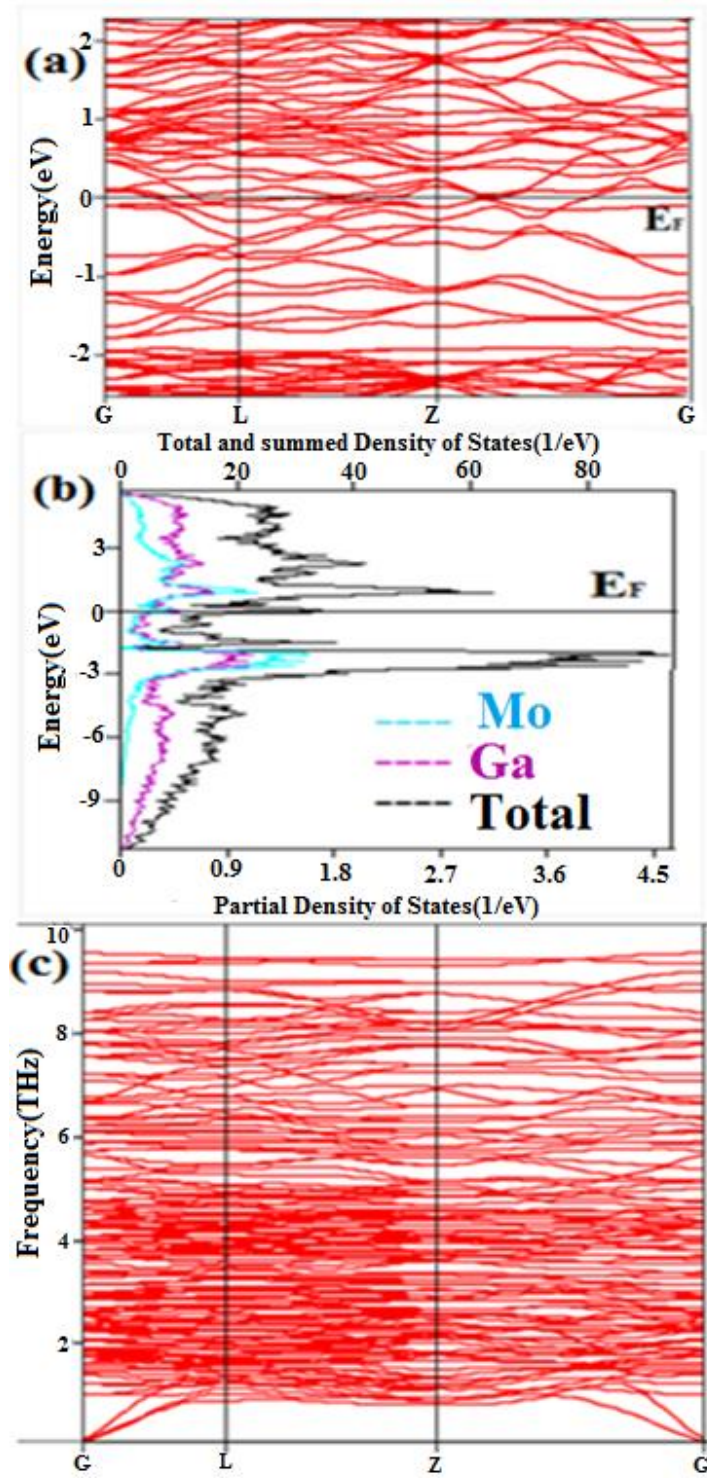 (a)
2
1
0
-1
-2
Energy(eV)
EF
G L Z G
Total and summed Density of States(1/eV)
0 20 40 60 80
(b)
3
0
-3
-6
-9
Energy(eV)
EF
Mo
Ga
Total
0 0.9 1.8 2.7 3.6 4.5
Partial Density of States(1/eV)
(c)
10
8
6
4
2
Frequency(THz)
G L Z G